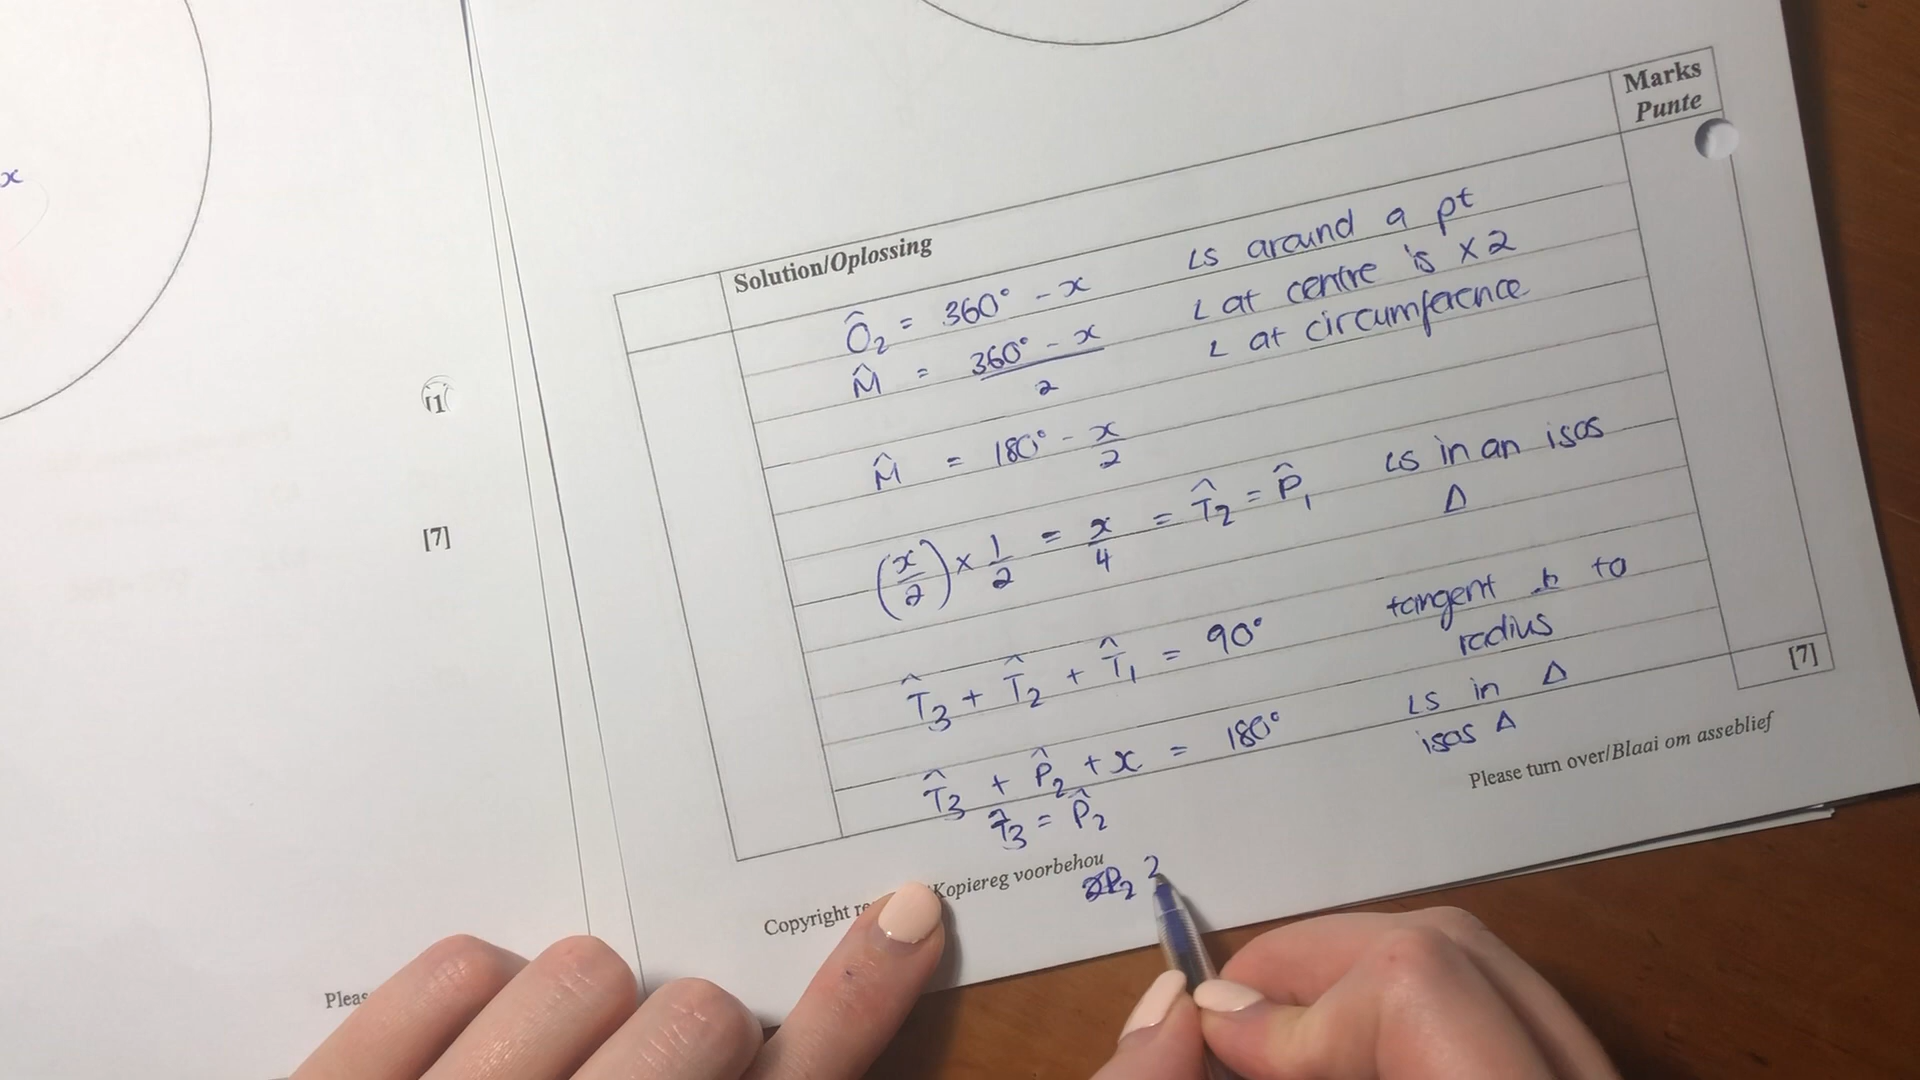 x
[1]
[7]
Marks
Punte
Solution/Oplossing
Ô₂ = 360° - x ∠s around a pt
M̂ = 360° - x / 2 ∠ at centre is x2
∠ at circumference
M̂ = 180° - x/2
(x/2) × 1/2 = x/4 = T̂₂ = P̂₁ ∠s in an isos
Δ
T̂₃ + T̂₂ + T̂₁ = 90° tangent ⊥ to
radius
[7]
T̂₃ + P̂₂ + x = 180° ∠s in Δ
T̂₃ = P̂₂ isos Δ
Please turn over/Blaai om asseblief
Copyright Kopiereg voorbehou
2P₂